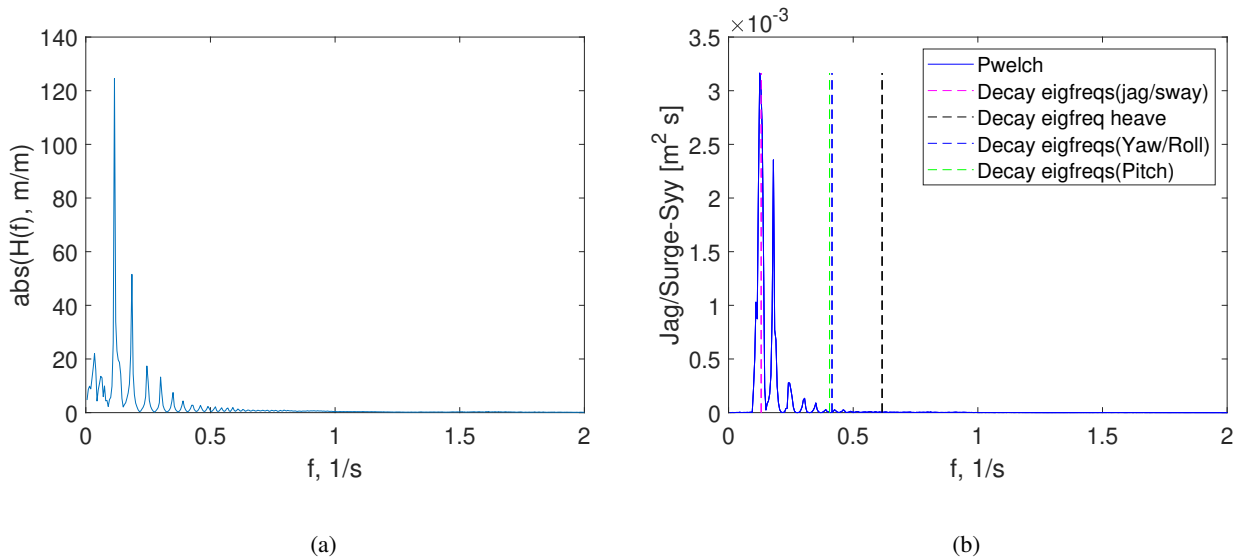 140
120
100
80
60
40
20
0
abs(H(f), m/m)
0 0.5 1 1.5 2
f, 1/s
(a)
×10⁻³
3.5
3
2.5
2
1.5
1
0.5
0
Jag/Surge-Syy [m² s]
Pwelch
Decay eigfreqs(jag/sway)
Decay eigfreq heave
Decay eigfreqs(Yaw/Roll)
Decay eigfreqs(Pitch)
0 0.5 1 1.5 2
f, 1/s
(b)